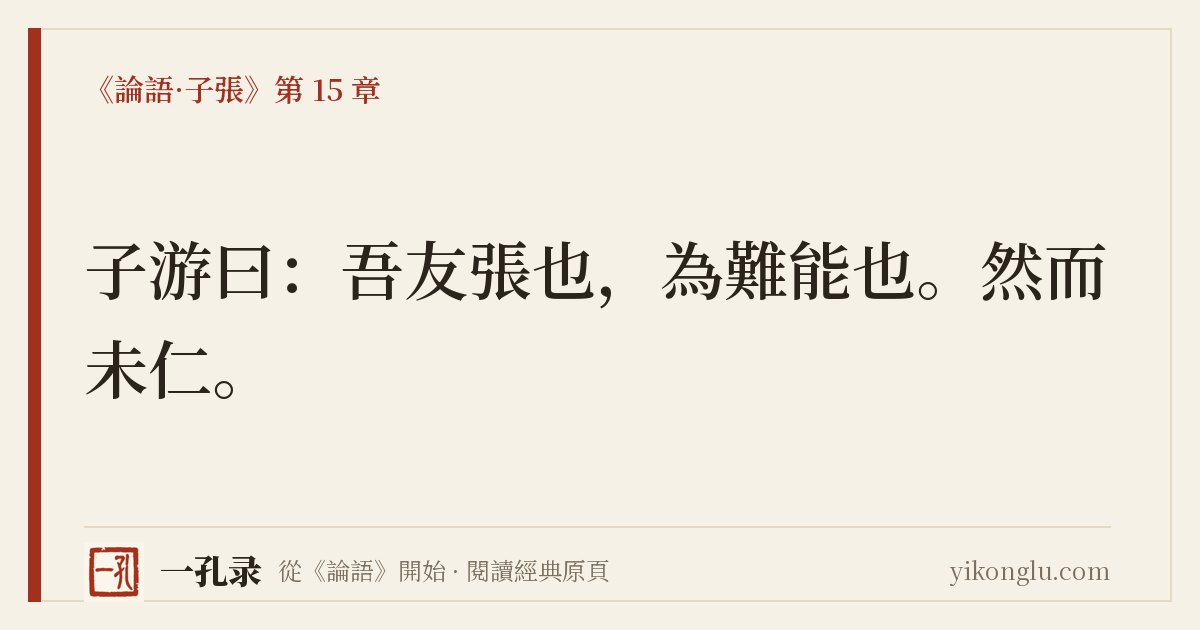 《論語·子張》第 15 章
子游曰：吾友張也，為難能也。然而
未仁。
一孔
一孔录 從《論語》開始 · 閱讀經典原頁 yikonglu.com